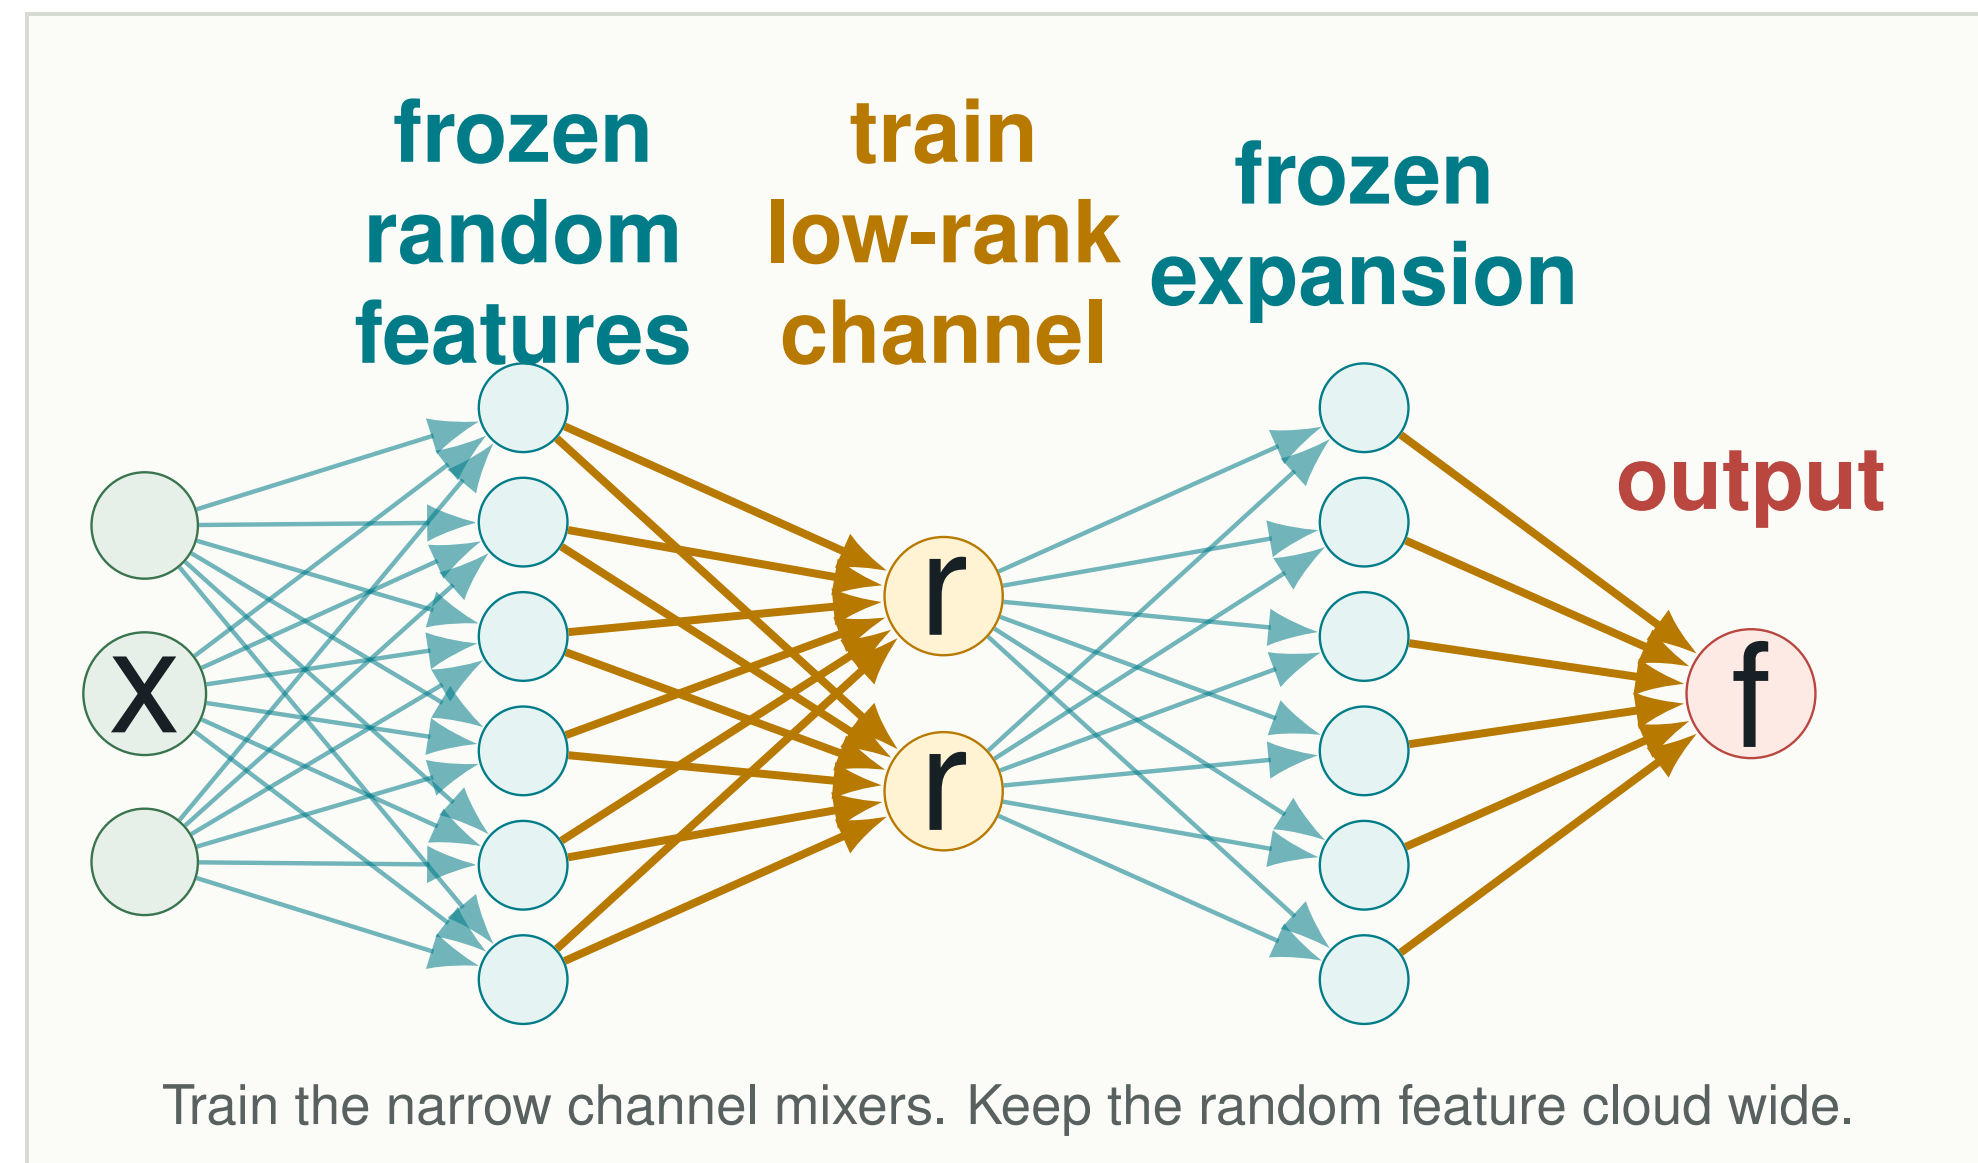 frozen
random
features
train
low-rank
channel
frozen
expansion
output
x
r
r
f
Train the narrow channel mixers. Keep the random feature cloud wide.